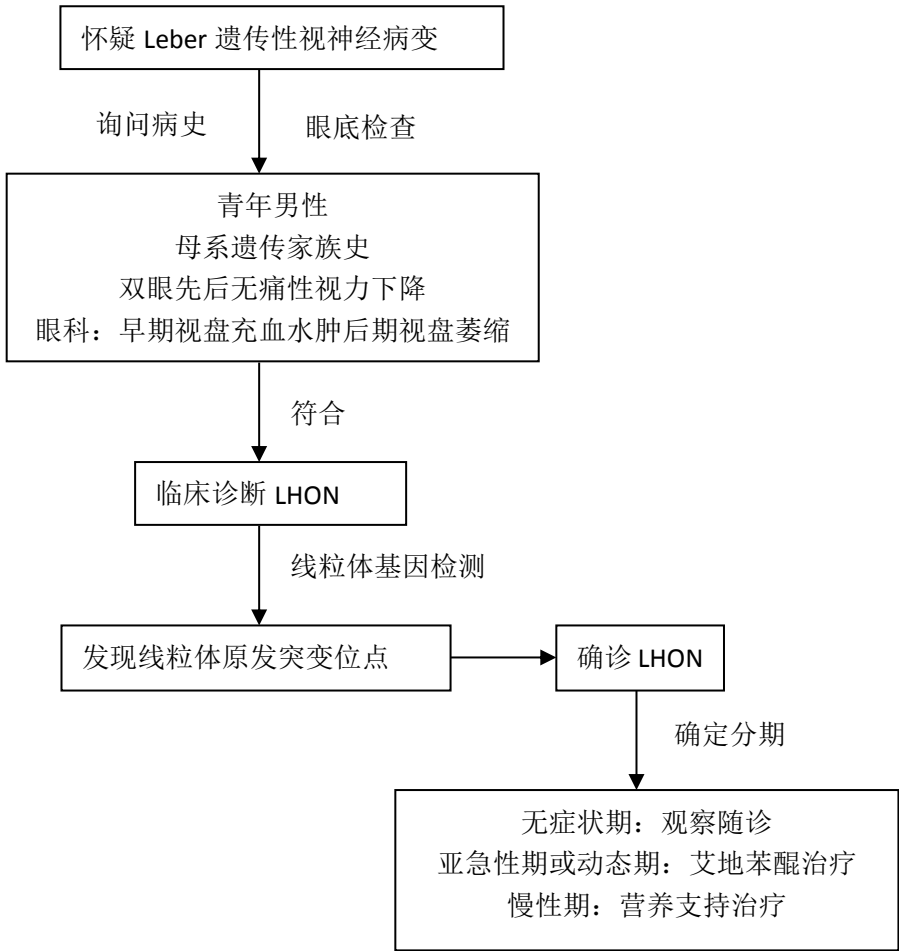 怀疑 Leber 遗传性视神经病变
询问病史
眼底检查
青年男性
母系遗传家族史
双眼先后无痛性视力下降
眼科：早期视盘充血水肿后期视盘萎缩
符合
临床诊断 LHON
线粒体基因检测
发现线粒体原发突变位点
确诊 LHON
确定分期
无症状期：观察随诊
亚急性期或动态期：艾地苯醌治疗
慢性期：营养支持治疗